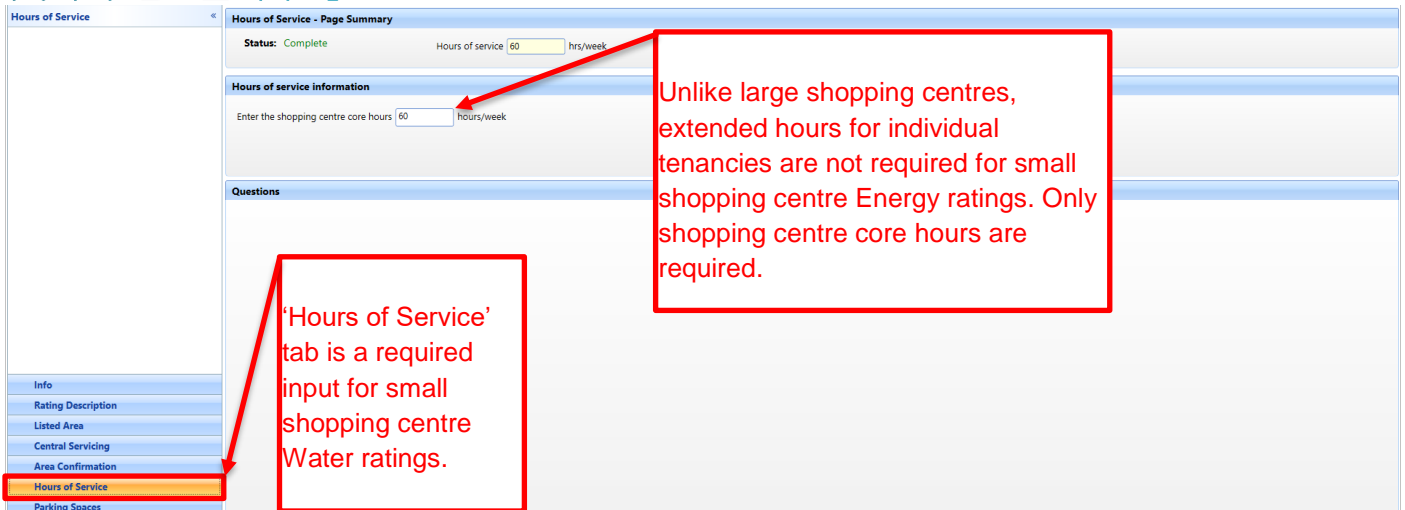 Hours of Service «
Hours of Service - Page Summary
Status: Complete Hours of service 60 hrs/week
Hours of service information
Enter the shopping centre core hours 60 hours/week
Unlike large shopping centres,
extended hours for individual
tenancies are not required for small
shopping centre Energy ratings. Only
shopping centre core hours are
required.
Questions
‘Hours of Service’
tab is a required
input for small
shopping centre
Water ratings.
Info
Rating Description
Listed Area
Central Servicing
Area Confirmation
Hours of Service
Parking Spaces